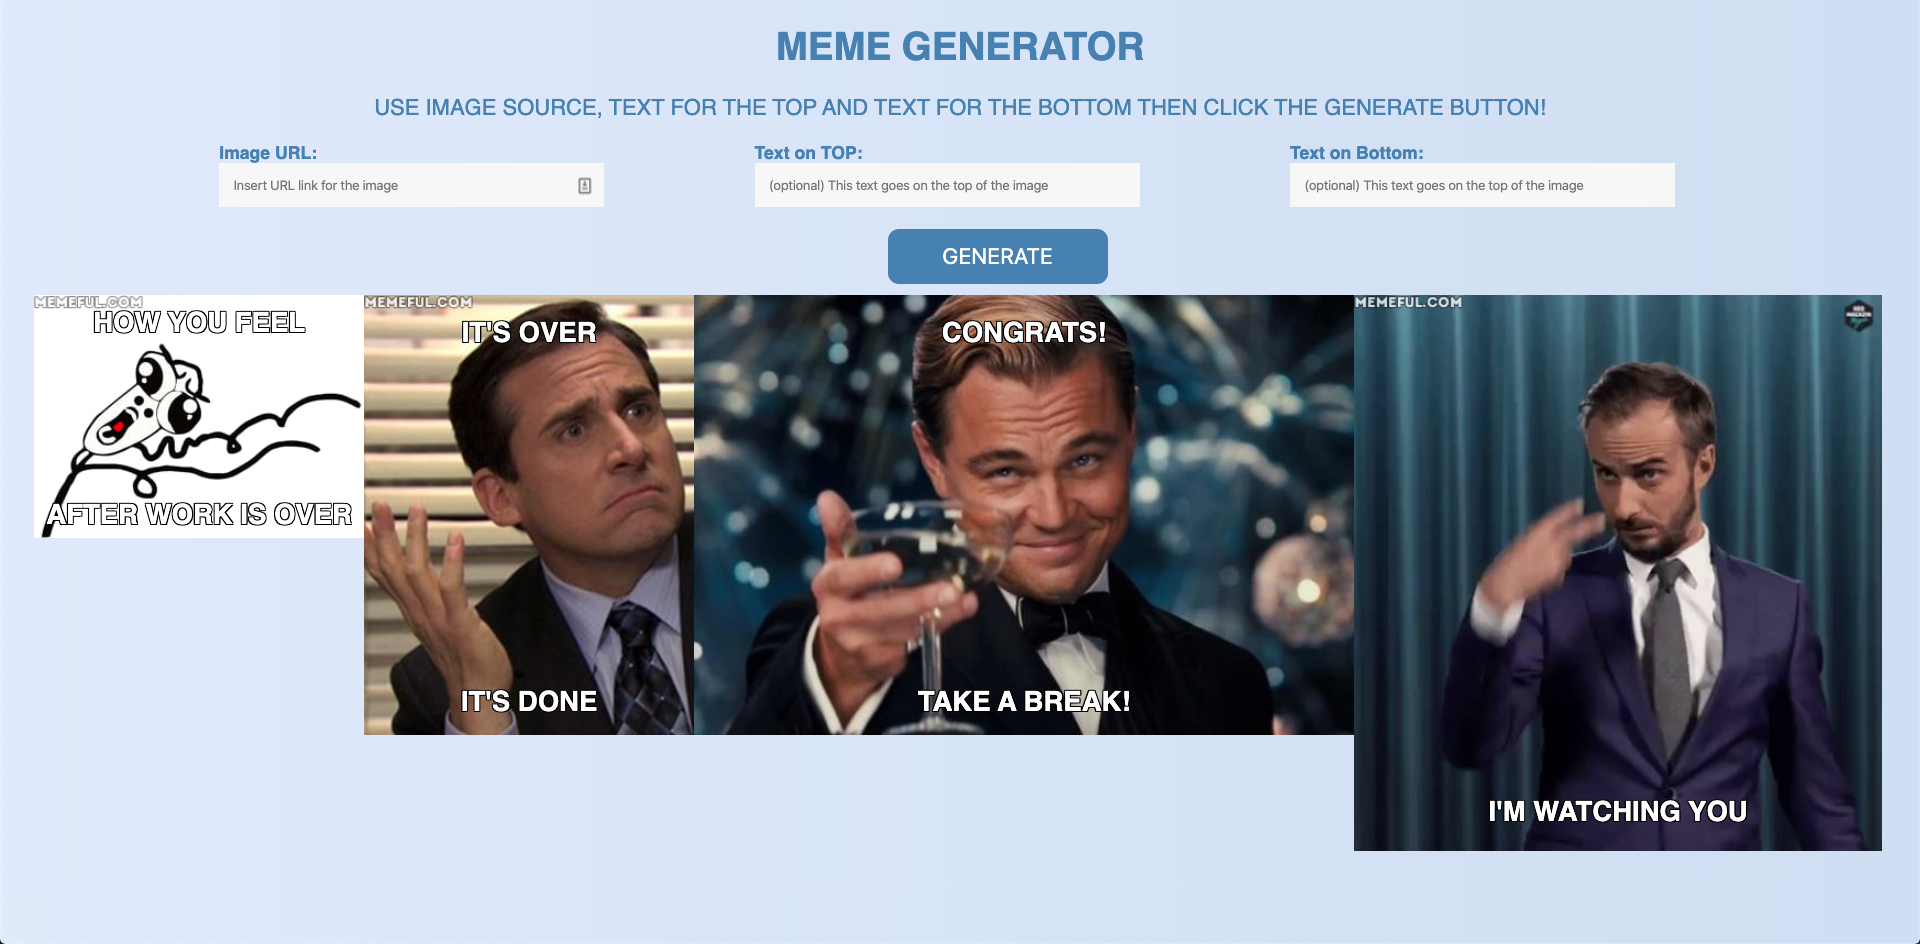 MEME GENERATOR
USE IMAGE SOURCE, TEXT FOR THE TOP AND TEXT FOR THE BOTTOM THEN CLICK THE GENERATE BUTTON!
Image URL:
Insert URL link for the image
Text on TOP:
(optional) This text goes on the top of the image
Text on Bottom:
(optional) This text goes on the top of the image
GENERATE
MEMEFUL.COM
HOW YOU FEEL
AFTER WORK IS OVER
MEMEFUL.COM
IT'S OVER
IT'S DONE
CONGRATS!
TAKE A BREAK!
MEMEFUL.COM
I'M WATCHING YOU